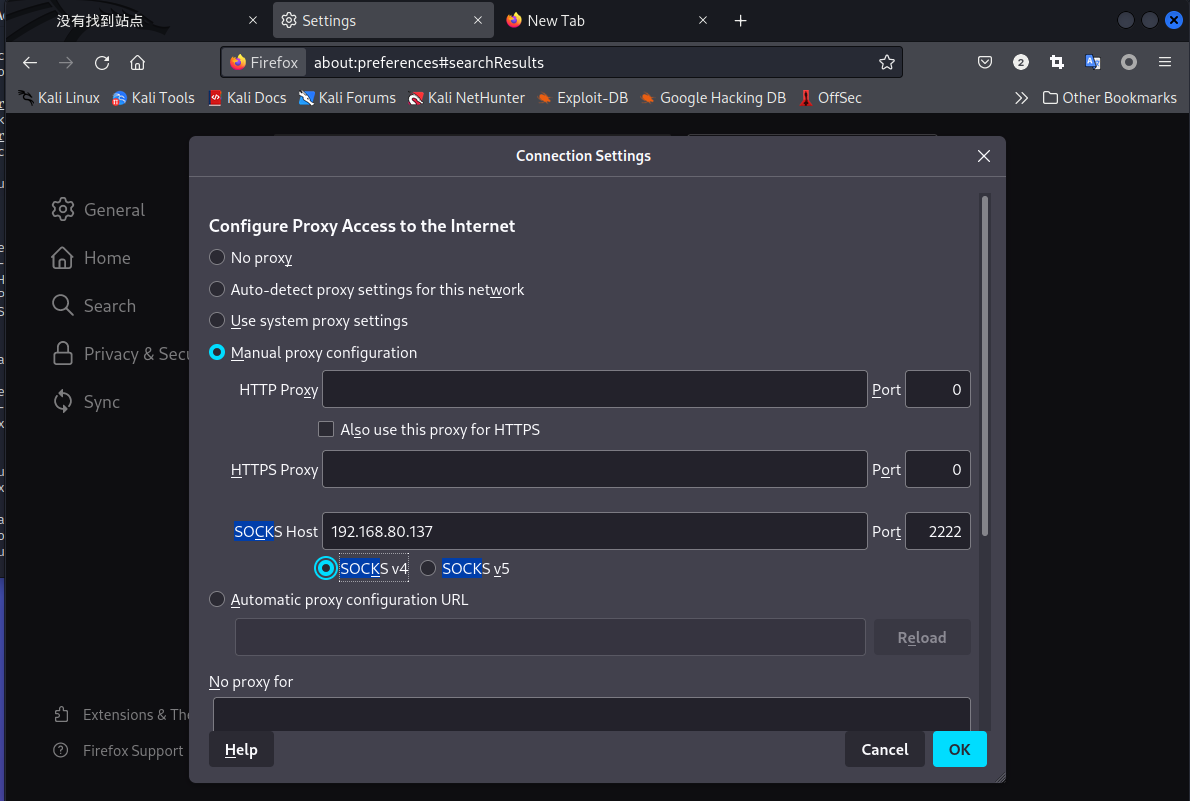 没有找到站点
Settings
New Tab
Firefox about:preferences#searchResults
2
Kali Linux Kali Tools Kali Docs Kali Forums Kali NetHunter Exploit-DB Google Hacking DB OffSec Other Bookmarks
Connection Settings
General
Home
Search
Privacy & Secu
Sync
Extensions & The
Firefox Support
Configure Proxy Access to the Internet
No proxy
Auto-detect proxy settings for this network
Use system proxy settings
Manual proxy configuration
HTTP Proxy Port 0
Also use this proxy for HTTPS
HTTPS Proxy Port 0
SOCKS Host 192.168.80.137 Port 2222
SOCKS v4 SOCKS v5
Automatic proxy configuration URL
Reload
No proxy for
Help Cancel OK